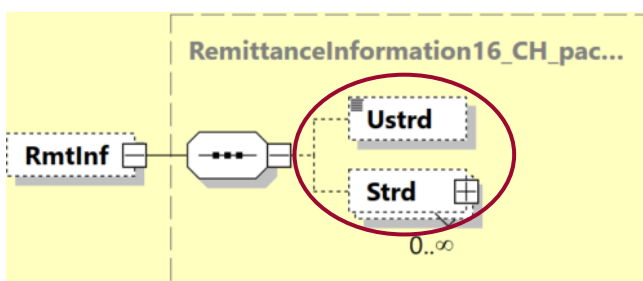 RemittanceInformation16_CH_pac...
Ustrd
RmtInf
Strd
0..∞